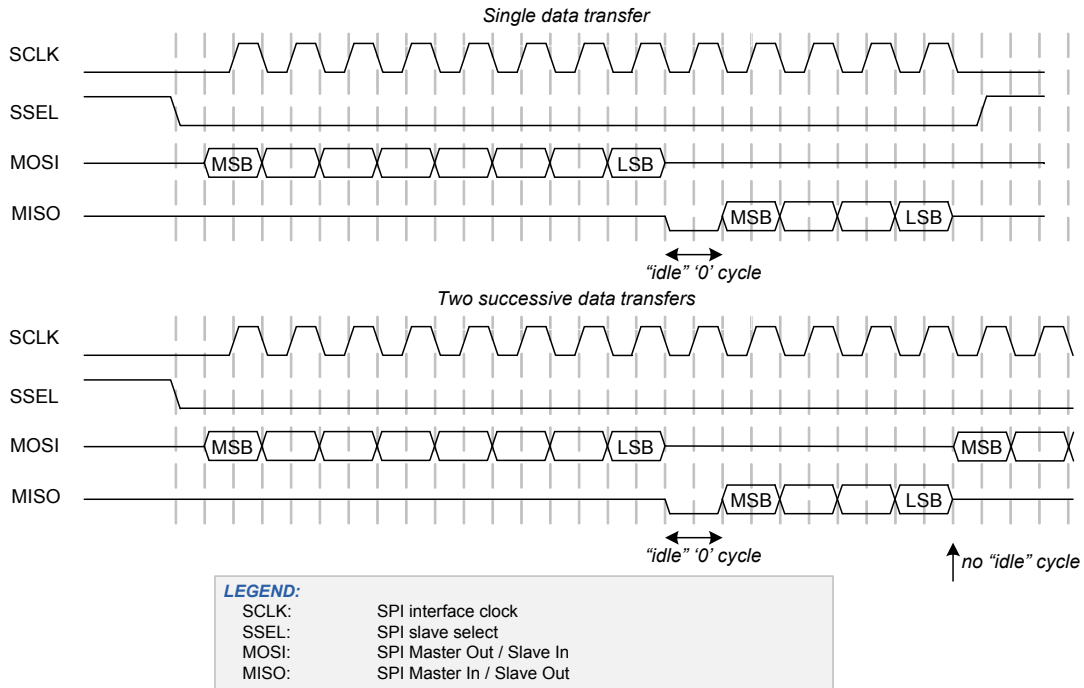 Single data transfer
SCLK
SSEL
MOSI MSB LSB
MISO MSB LSB
“idle” ‘0’ cycle
Two successive data transfers
SCLK
SSEL
MOSI MSB LSB MSB
MISO MSB LSB
“idle” ‘0’ cycle no “idle” cycle
LEGEND:
SCLK: SPI interface clock
SSEL: SPI slave select
MOSI: SPI Master Out / Slave In
MISO: SPI Master In / Slave Out